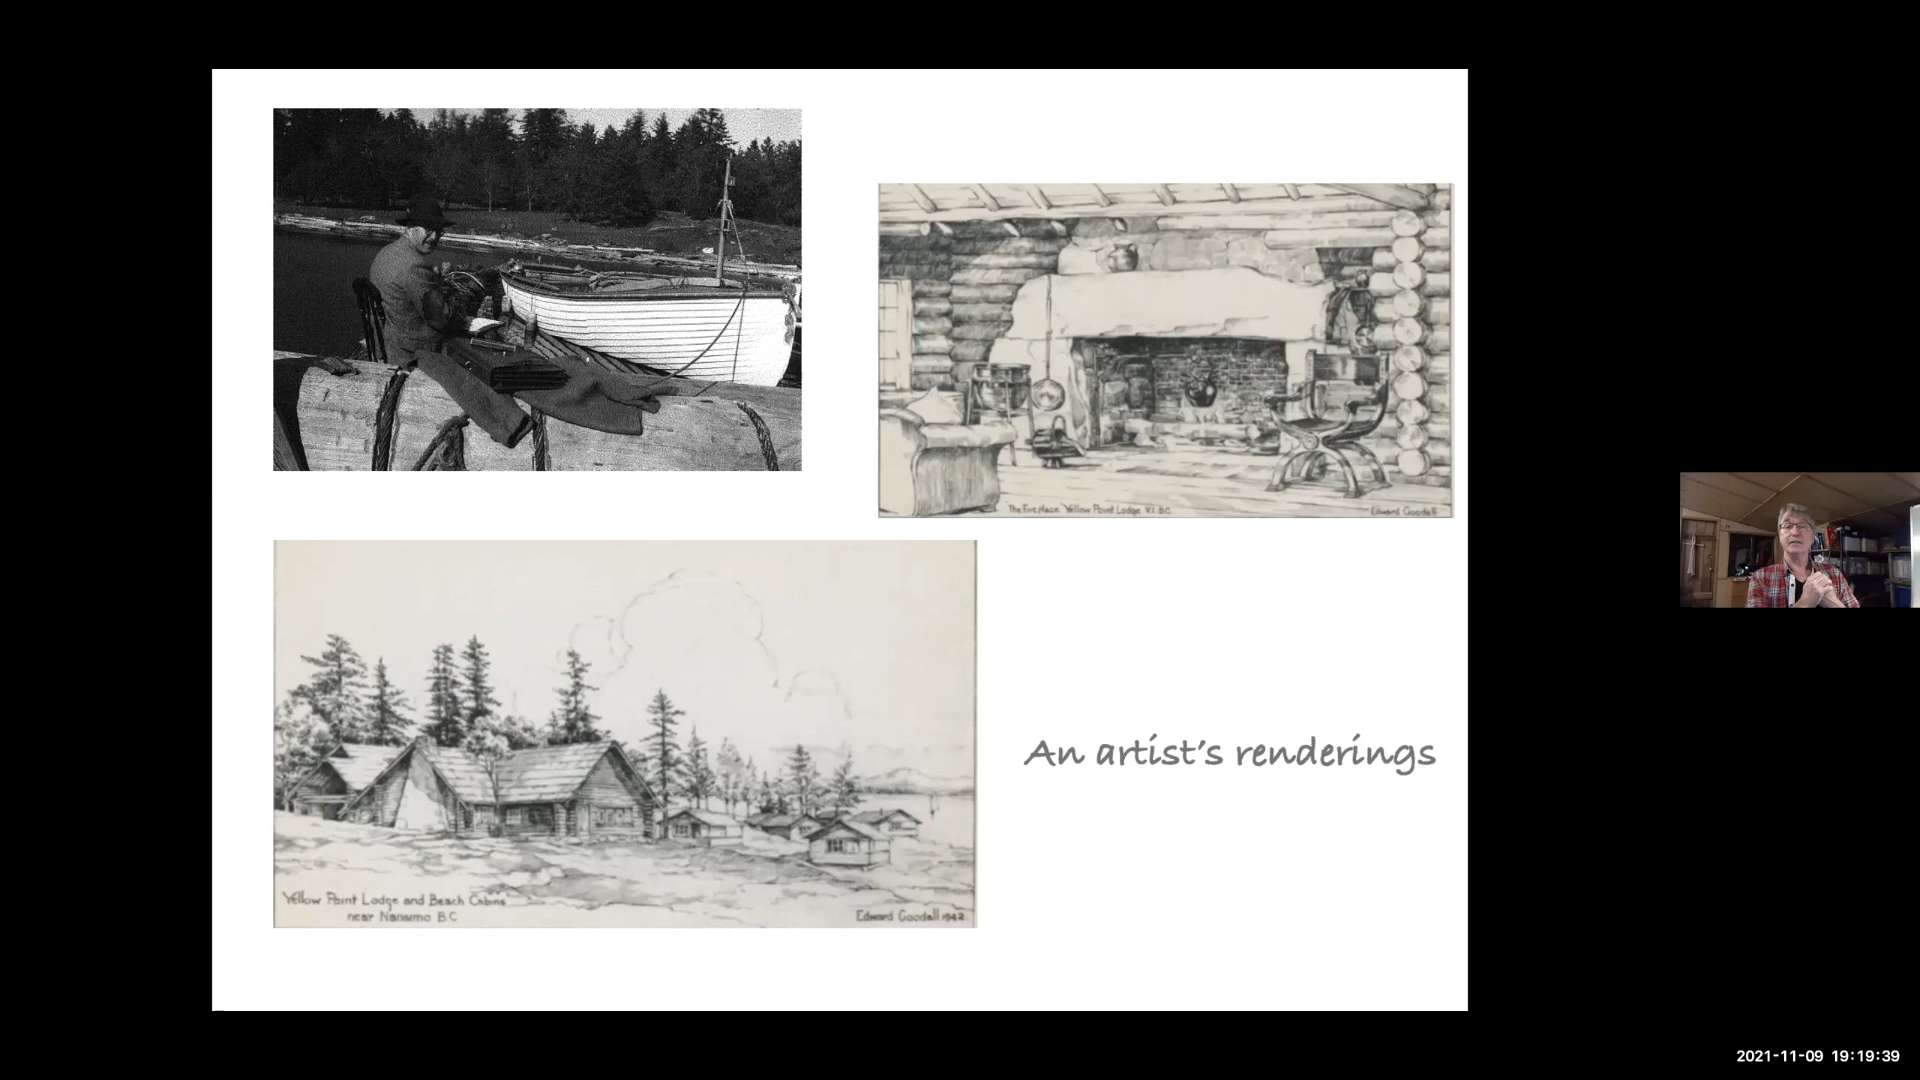 The Fireplace Yellow Point Lodge V.I. B.C.
Edward Goodall
An artist's renderings
Yellow Point Lodge and Beach Cabins
near Nanaimo B.C
Edward Goodall 1942.
2021-11-09 19:19:39